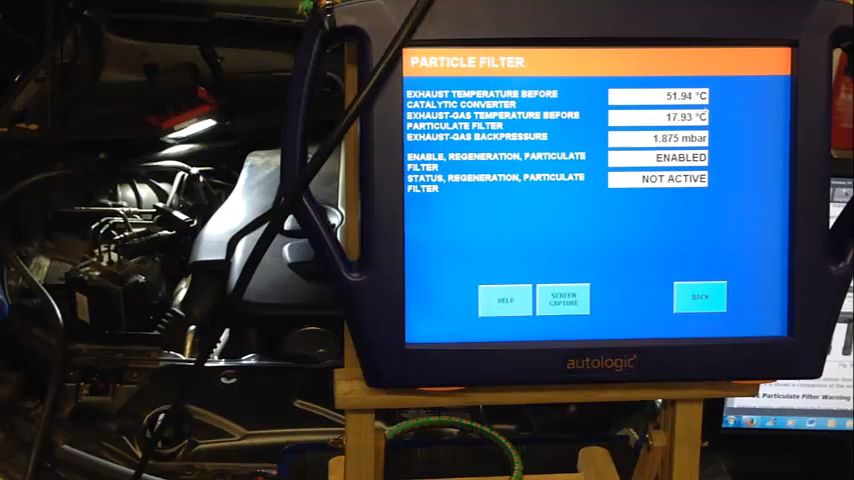 PARTICLE FILTER
EXHAUST TEMPERATURE BEFORE
CATALYTIC CONVERTER
51.94 °C
EXHAUST-GAS TEMPERATURE BEFORE
PARTICULATE FILTER
17.93 °C
EXHAUST-GAS BACKPRESSURE
1.875 mbar
ENABLE, REGENERATION, PARTICULATE
FILTER
ENABLED
STATUS, REGENERATION, PARTICULATE
FILTER
NOT ACTIVE
HELP
SCREEN
CAPTURE
BACK
autologic
Particulate Filter Warning